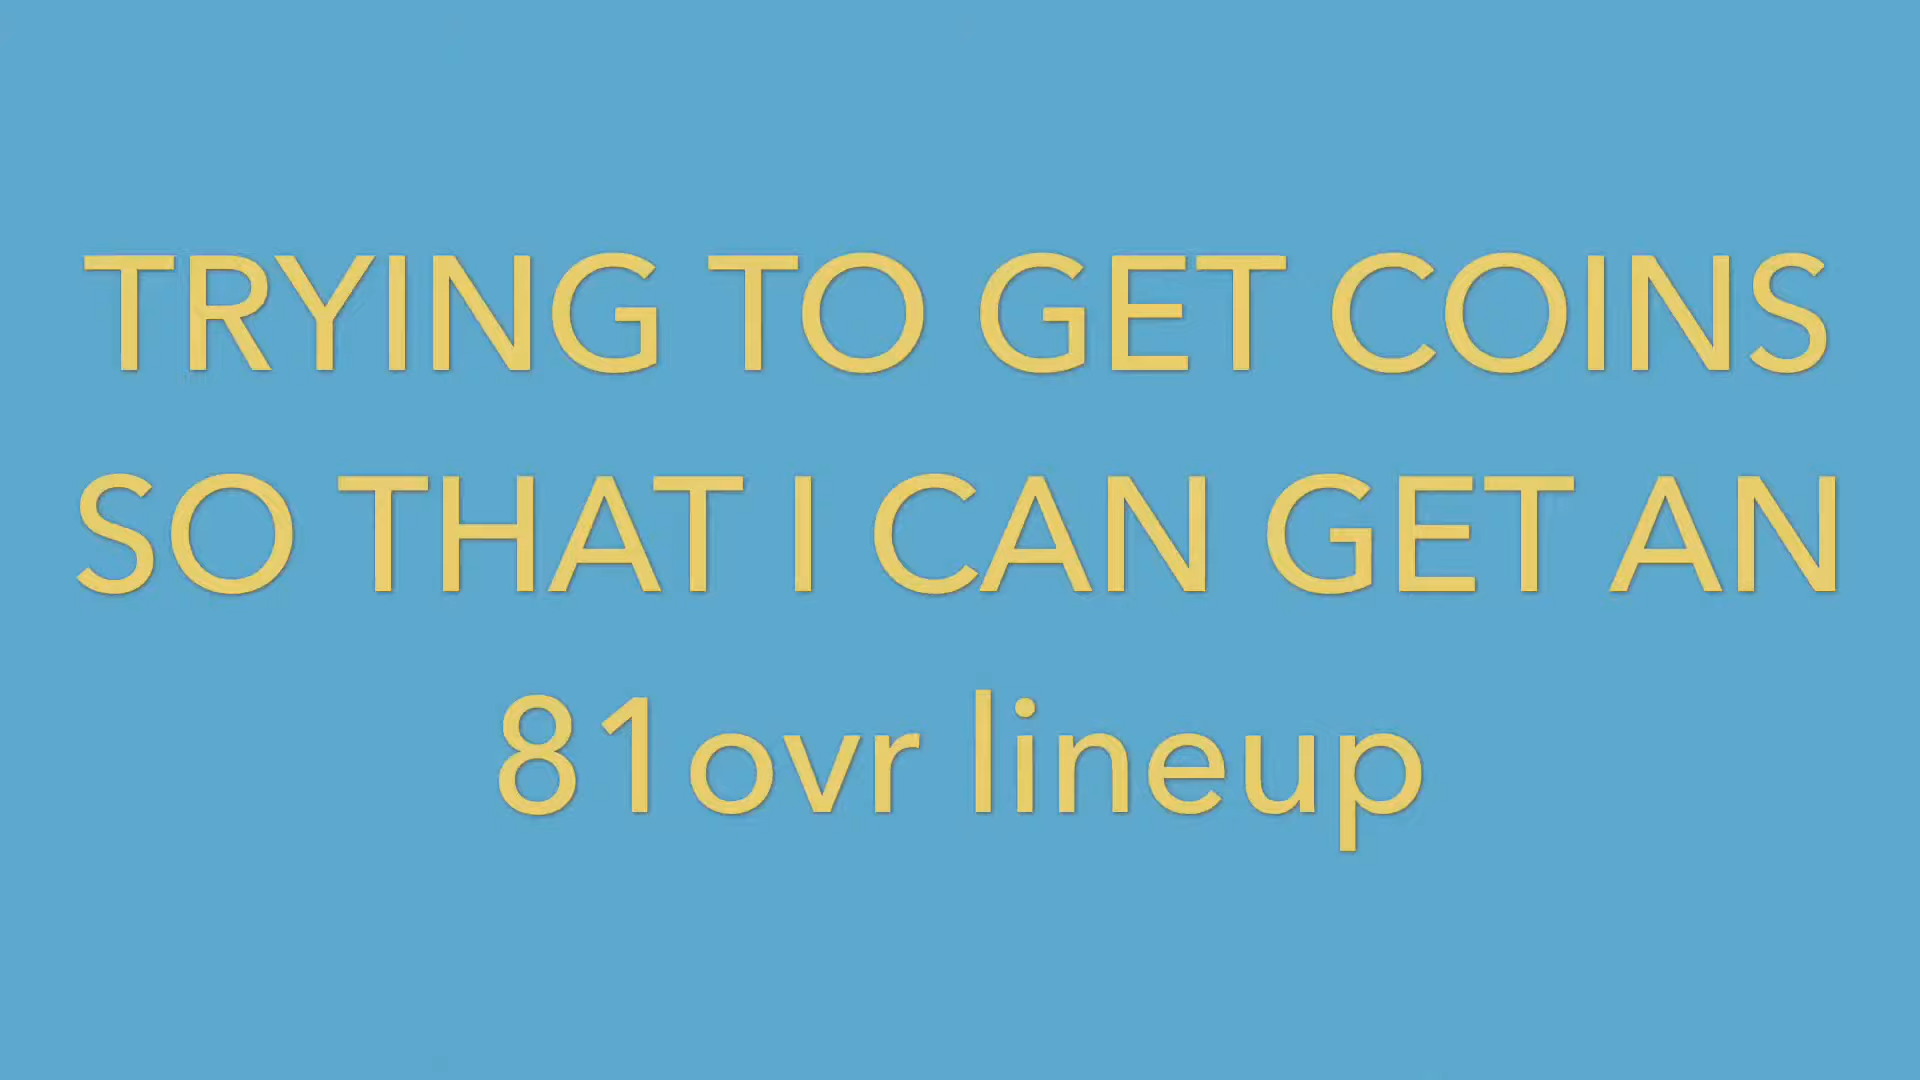 TRYING TO GET COINS
SO THAT I CAN GET AN
81ovr lineup